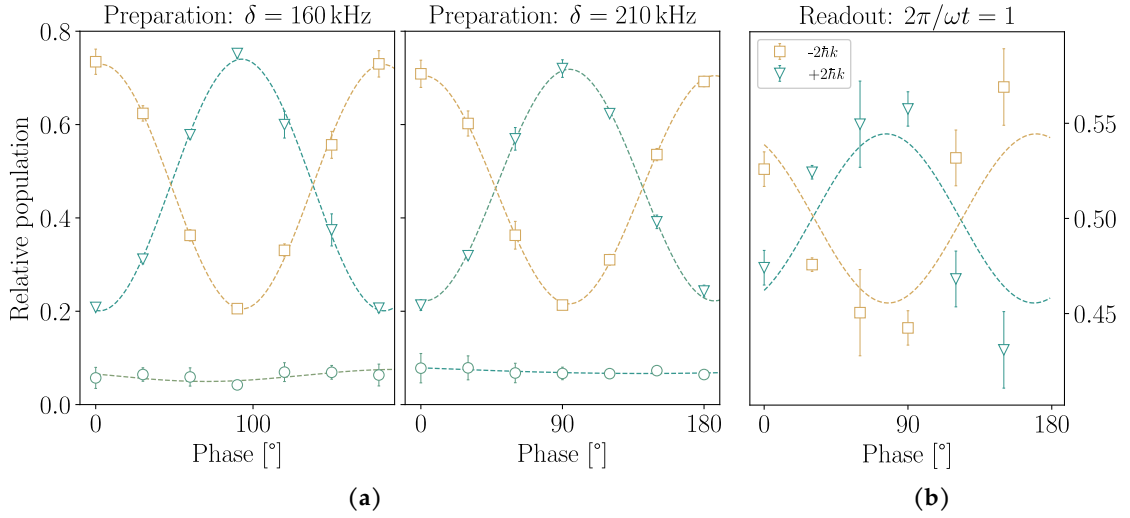 Preparation: δ = 160 kHz
Preparation: δ = 210 kHz
Readout: 2π/ωt = 1
Relative population
0.8
0.6
0.4
0.2
0.0
-2ħk
+2ħk
0.55
0.50
0.45
0
100
0
90
180
0
90
180
Phase [°]
Phase [°]
Phase [°]
(a)
(b)